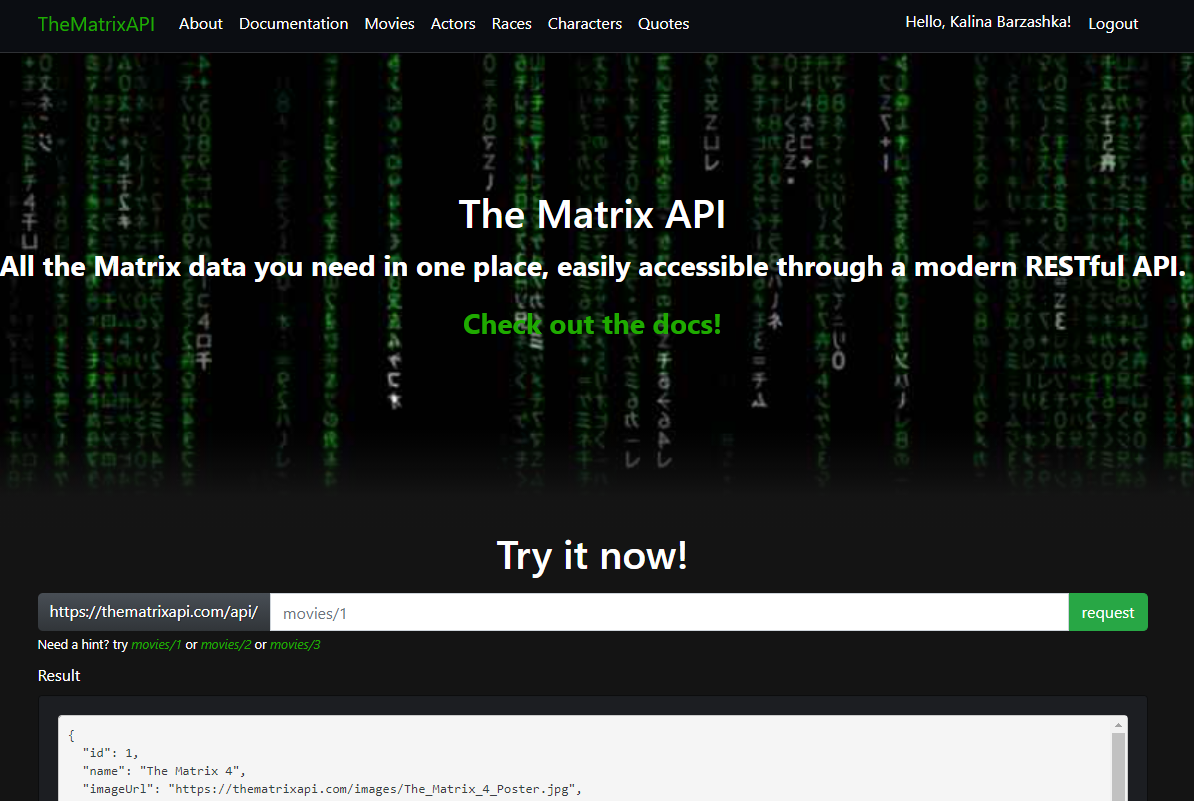 TheMatrixAPI About Documentation Movies Actors Races Characters Quotes Hello, Kalina Barzashka! Logout
The Matrix API
All the Matrix data you need in one place, easily accessible through a modern RESTful API.
Check out the docs!
Try it now!
https://thematrixapi.com/api/ movies/1 request
Need a hint? try movies/1 or movies/2 or movies/3
Result
{
"id": 1,
"name": "The Matrix 4",
"imageUrl": "https://thematrixapi.com/images/The_Matrix_4_Poster.jpg",